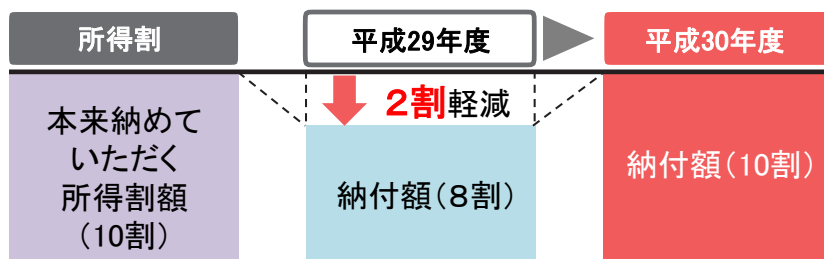 所得割
平成29年度
平成30年度
本来納めて
いただく
所得割額
(10割)
2割軽減
納付額(8割)
納付額(10割)